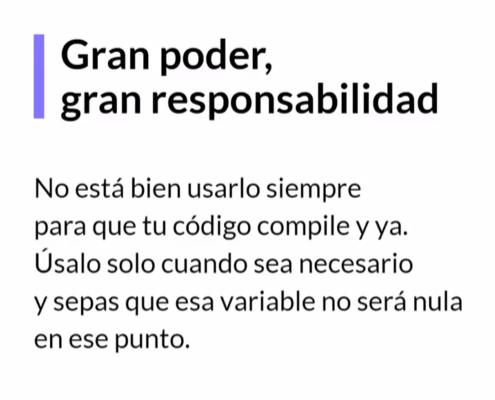 Gran poder,
gran responsabilidad
No está bien usarlo siempre
para que tu código compile y ya.
Úsalo solo cuando sea necesario
y sepas que esa variable no será nula
en ese punto.